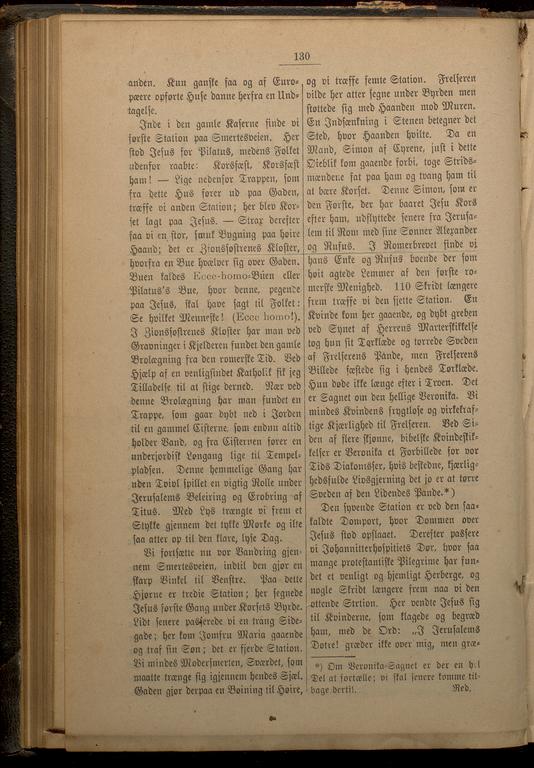 130
anden. Kun ganske saa og af Euro-
pæere opførte Huse danne herfra en Und-
tagelse.
Inde i den gamle Kaserne finde vi
første Station paa Smertesveien. Her
stod Jesus for Pilatus, medens Folket
udenfor raabte: Korsfæst, Korsfæst
ham! — Lige nedenfor Trappen, som
fra dette Hus fører ud paa Gaden,
træffe vi anden Station; her blev Kor-
set lagt paa Jesus. — Strax derefter
saa vi en stor, smuk Bygning paa høire
Haand; det er Zionssøstrenes Kloster,
hvorfra en Bue hvælver sig over Gaden.
Buen kaldes Ecce-homo-Buen eller
Pilatus's Bue, hvor denne, pegende
paa Jesus, skal have sagt til Folket:
Se hvilket Menneske! (Ecce homo!).
I Zionssøstrenes Kloster har man ved
Gravninger i Kjelderen fundet den gamle
Brolægning fra den romerske Tid. Ved
Hjælp af en venligsindet Katholik fik jeg
Tilladelse til at stige derned. Nær ved
denne Brolægning har man fundet en
Trappe, som gaar dybt ned i Jorden
til en gammel Cisterne, som endnu altid
holder Vand, og fra Cisternen fører en
underjordisk Løngang lige til Tempel-
pladsen. Denne hemmelige Gang har
uden Tvivl spillet en vigtig Rolle under
Jerusalems Beleiring og Erobring af
Titus. Med Lys trængte vi frem et
Stykke gjennem det tykke Mørke og ilte
saa atter op til den klare, lyse Dag.
Vi fortsætte nu vor Vandring gjen-
nem Smertesveien, indtil den gjør en
skarp Vinkel til Venstre. Paa dette
Hjørne er tredie Station; her segnede
Jesus første Gang under Korsets Byrde.
Lidt senere passerede vi en trang Side-
gade; her kom Jomfru Maria gaaende
og traf sin Søn; det er fjerde Station.
Vi mindes Modersmerten, Sværdet, som
maatte trænge sig igjennem hendes Sjæl.
Gaden gjør derpaa en Bøining til Høire,
og vi træffe femte Station. Frelseren
vilde her atter segne under Byrden men
støttede sig med Haanden mod Muren.
En Indsænkning i Stenen betegner det
Sted, hvor Haanden hvilte. Da en
Mand, Simon af Cyrene, just i dette
Øieblik kom gaaende forbi, toge Strids-
mændene fat paa ham og tvang ham til
at bære Korset. Denne Simon, som er
den Første, der har baaret Jesu Kors
efter ham, udflyttede senere fra Jerusa-
lem til Rom med sine Sønner Alexander
og Rufus. I Romerbrevet finde vi
hans Enke og Rufus boende der som
høit agtede Lemmer af den første ro-
merske Menighed. 110 Skridt længere
frem træffe vi den sjette Station. En
Kvinde kom her gaaende, og dybt greben
ved Synet af Herrens Marterskikkelse
tog hun sit Tørklæde og tørrede Sveden
af Frelserens Pande, men Frelserens
Billede fæstede sig i hendes Tørklæde.
Hun døde ikke længe efter i Troen. Det
er Sagnet om den hellige Veronika. Vi
mindes Kvindens frygtløse og virkekraf-
tige Kjærlighed til Frelseren. Ved Si-
den af flere skjønne, bibelske Kvindeskik-
kelser er Veronika et Forbillede for vor
Tids Diakonisser, hvis beskedne, kjærlig-
hedsfulde Livsgjerning det jo er at tørre
Sveden af den Lidendes Pande.*)
Den syvende Station er ved den saa-
kaldte Domport, hvor Dommen over
Jesus stod opslaaet. Derefter passere
vi Johannitterhospitiets Dør, hvor saa
mange protestantiske Pilegrime har fun-
det et venligt og hjemligt Herberge, og
nogle Skridt længere frem naa vi den
ottende Station. Her vendte Jesus sig
til Kvinderne, som klagede og begræd
ham, med de Ord: „I Jerusalems
Døtre! græder ikke over mig, men græ-
*) Om Veronika-Sagnet er der en hel
Del at fortælle; vi skal senere komme til-
bage dertil. Red.